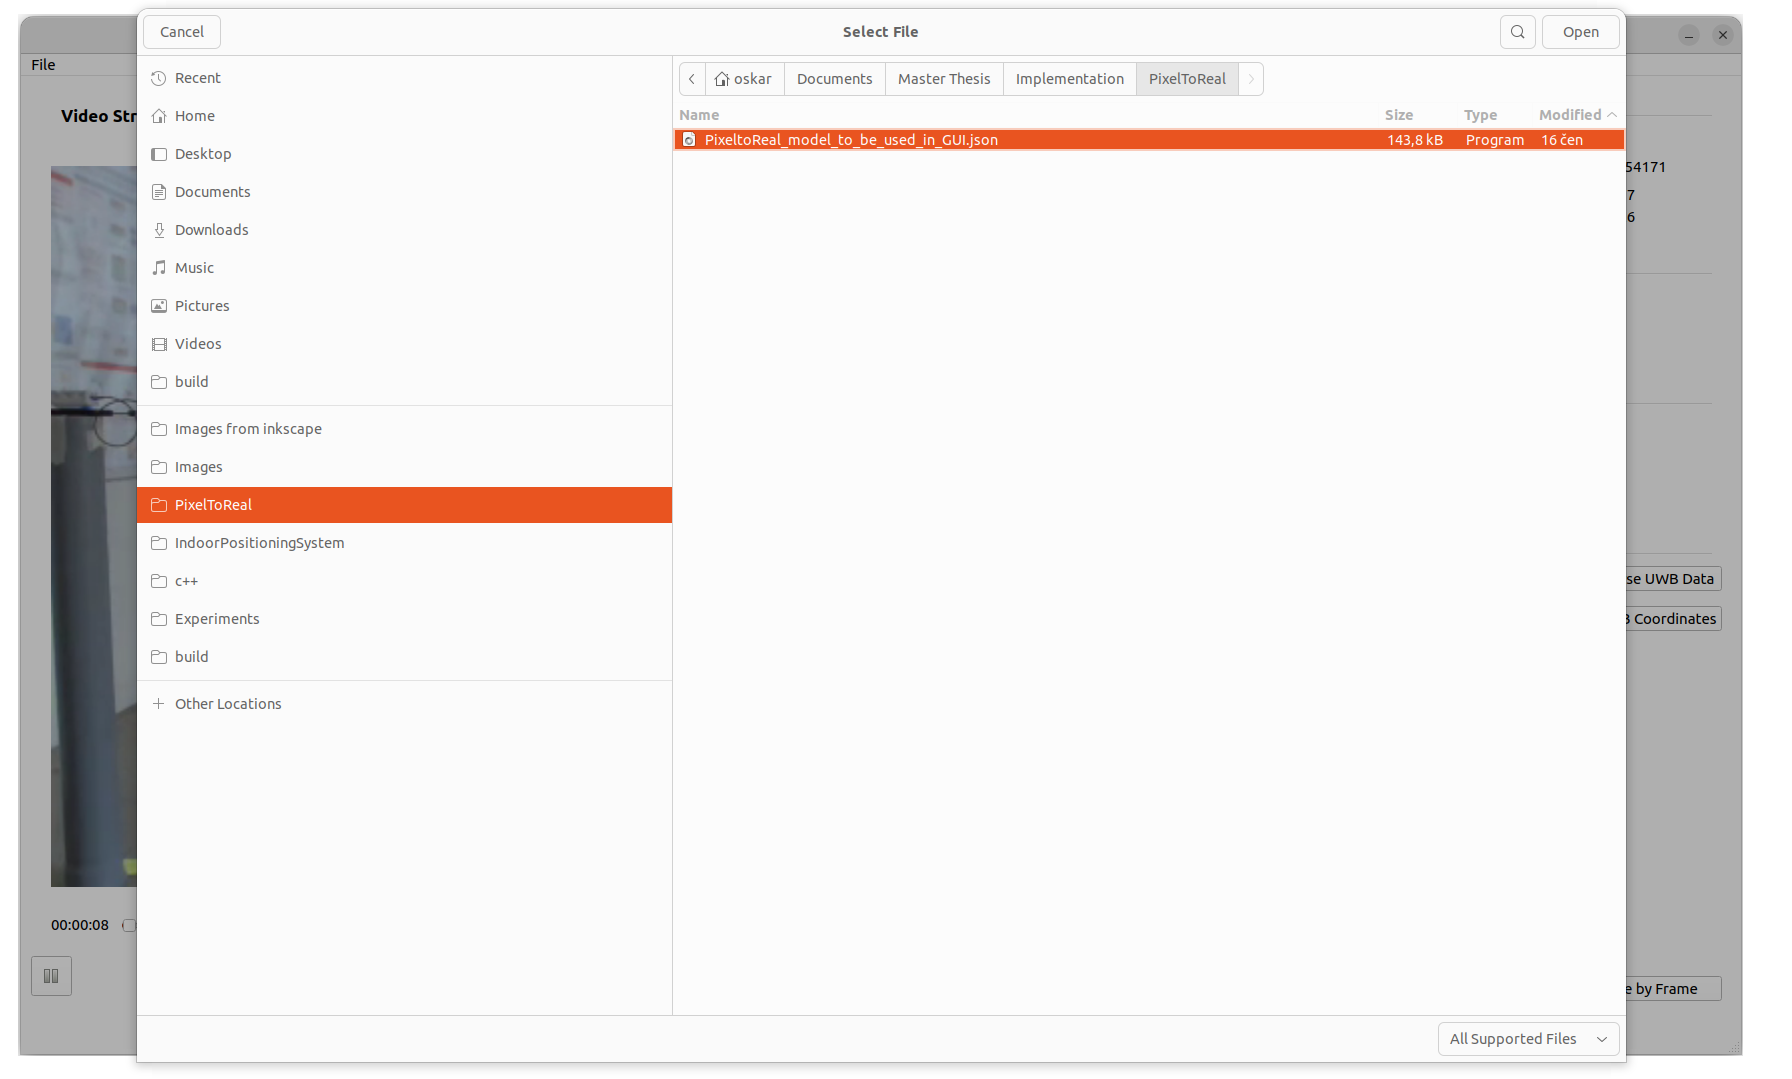 Cancel
Select File
Open
File
Video Str
00:00:08
Recent
Home
Desktop
Documents
Downloads
Music
Pictures
Videos
build
Images from inkscape
Images
PixelToReal
IndoorPositioningSystem
c++
Experiments
build
Other Locations
oskar Documents Master Thesis Implementation PixelToReal
Name Size Type Modified
PixeltoReal_model_to_be_used_in_GUI.json 143,8 kB Program 16 čen
All Supported Files
54171
7
6
se UWB Data
B Coordinates
e by Frame